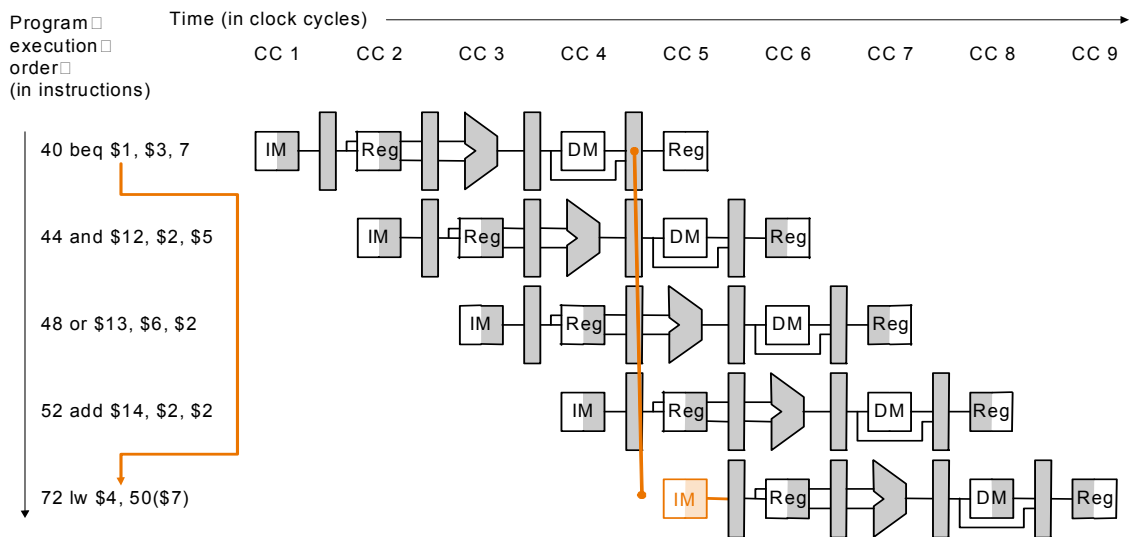 Program
execution
order
(in instructions)
Time (in clock cycles)
CC 1 CC 2 CC 3 CC 4 CC 5 CC 6 CC 7 CC 8 CC 9
40 beq $1, $3, 7
IM Reg DM Reg
44 and $12, $2, $5
IM Reg DM Reg
48 or $13, $6, $2
IM Reg DM Reg
52 add $14, $2, $2
IM Reg DM Reg
72 lw $4, 50($7)
IM Reg DM Reg